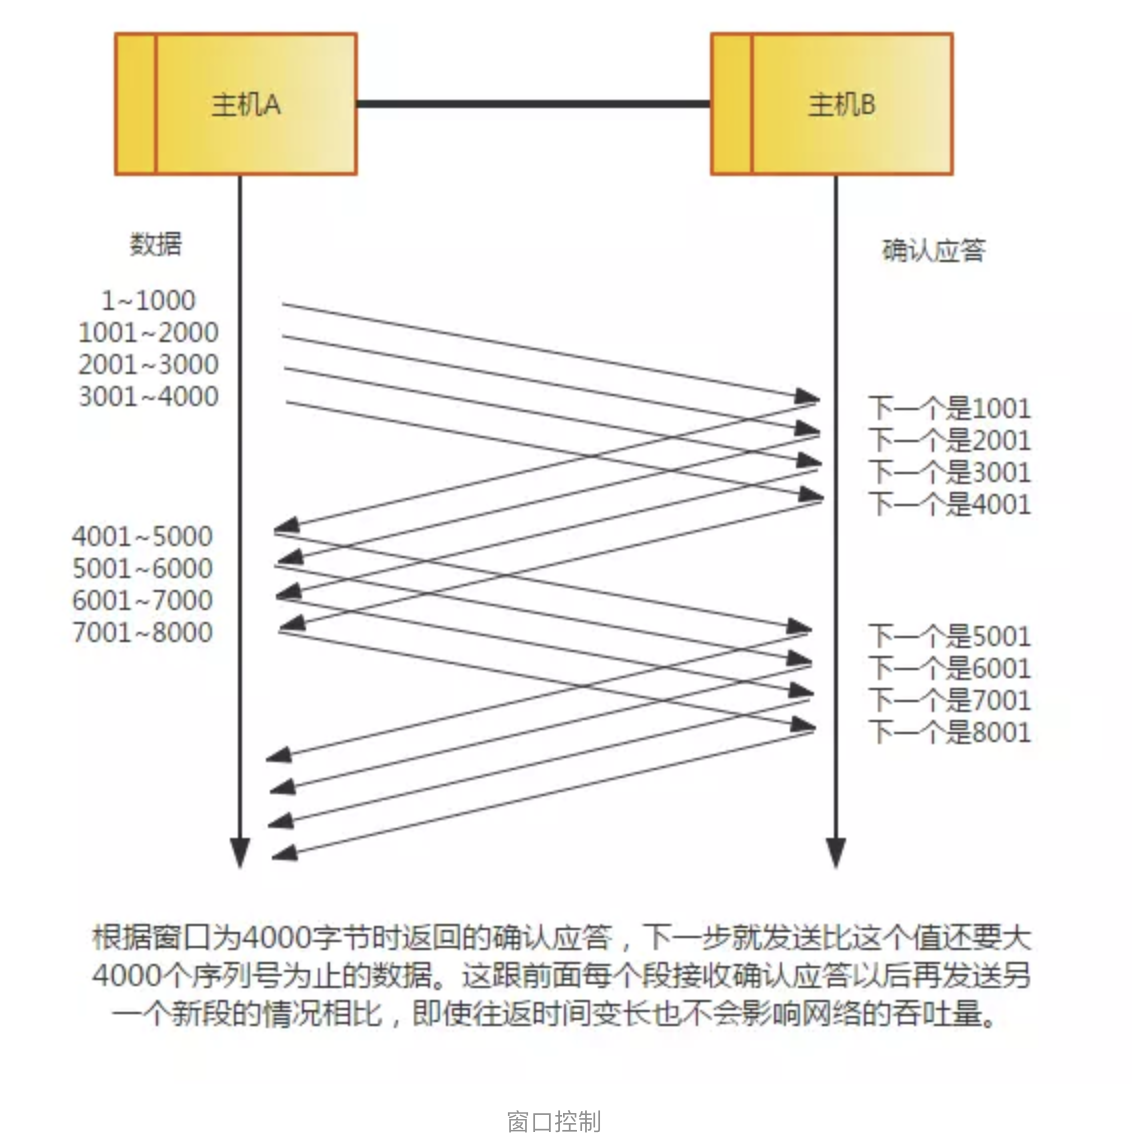 主机A
主机B
数据
确认应答
1~1000
1001~2000
2001~3000
3001~4000
下一个是1001
下一个是2001
下一个是3001
下一个是4001
4001~5000
5001~6000
6001~7000
7001~8000
下一个是5001
下一个是6001
下一个是7001
下一个是8001
根据窗口为4000字节时返回的确认应答，下一步就发送比这个值还要大
4000个序列号为止的数据。这跟前面每个段接收确认应答以后再发送另
一个新段的情况相比，即使往返时间变长也不会影响网络的吞吐量。
窗口控制